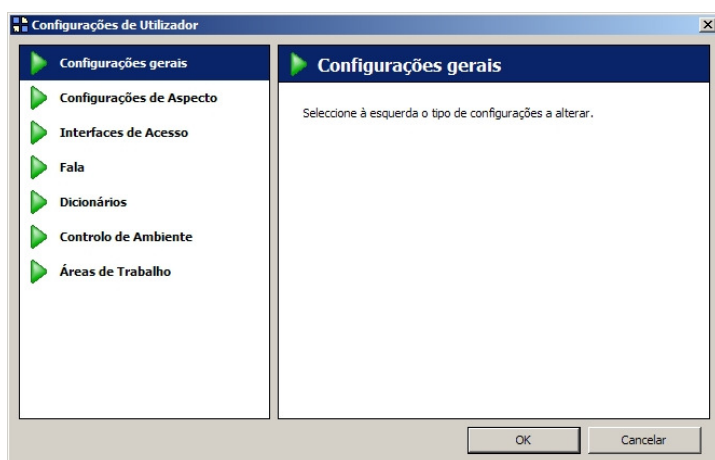 Configurações de Utilizador
Configurações gerais
Configurações de Aspecto
Interfaces de Acesso
Fala
Dicionários
Controlo de Ambiente
Áreas de Trabalho
Configurações gerais
Seleccione à esquerda o tipo de configurações a alterar.
OK
Cancelar